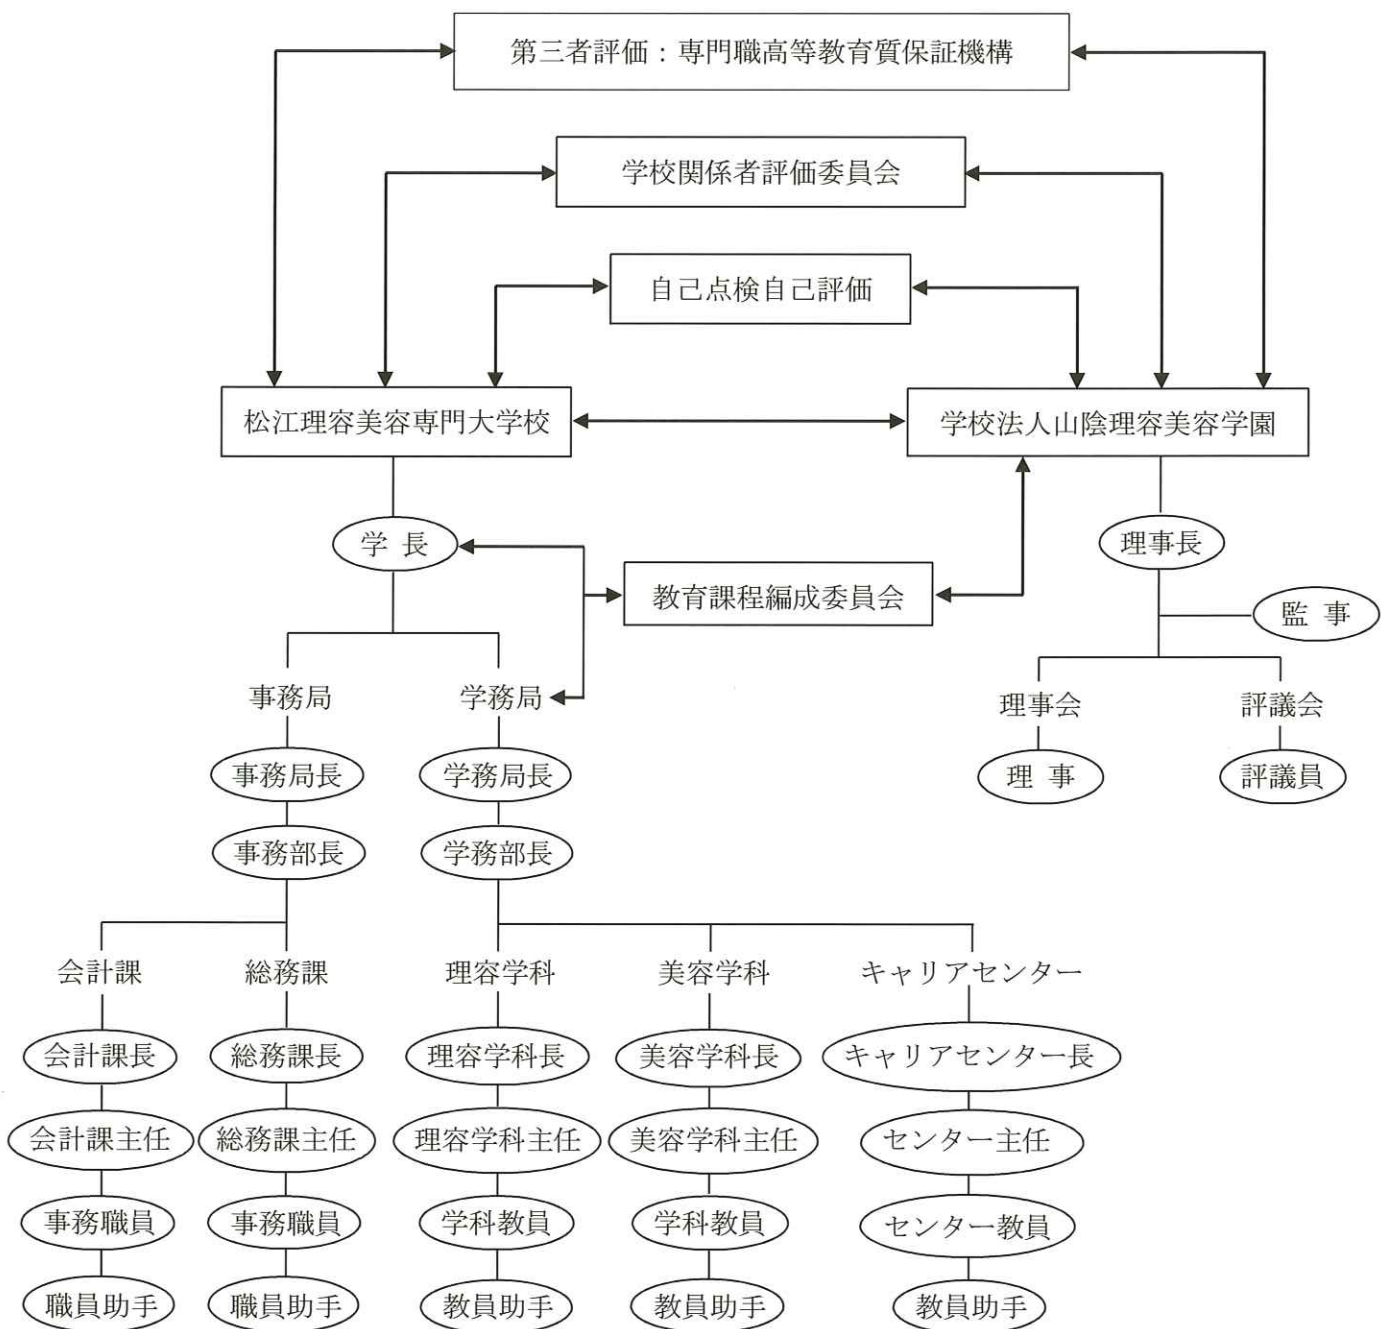 第三者評価：専門職高等教育質保証機構
学校関係者評価委員会
自己点検自己評価
松江理容美容専門大学校
学校法人山陰理容美容学園
学長
理事長
教育課程編成委員会
監事
事務局
学務局
理事会
評議会
事務局長
学務局長
理事
評議員
事務部長
学務部長
会計課
総務課
理容学科
美容学科
キャリアセンター
会計課長
総務課長
理容学科長
美容学科長
キャリアセンター長
会計課主任
総務課主任
理容学科主任
美容学科主任
センター主任
事務職員
事務職員
学科教員
学科教員
センター教員
職員助手
職員助手
教員助手
教員助手
教員助手